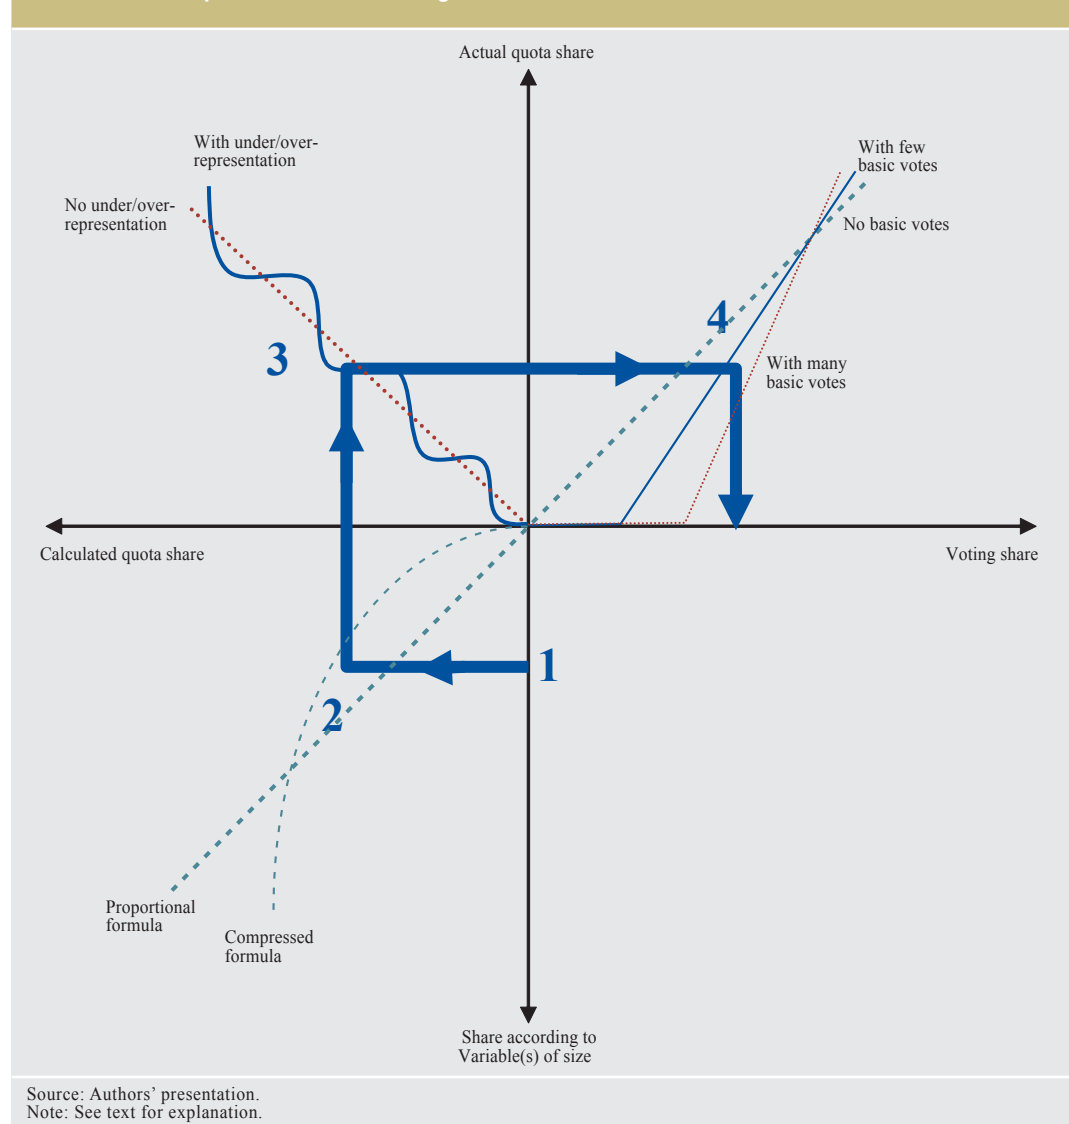 Actual quota share
With under/over-
representation
With few
basic votes
No under/over-
representation
No basic votes
4
3
With many
basic votes
Calculated quota share
Voting share
1
2
Proportional
formula
Compressed
formula
Share according to
Variable(s) of size
Source: Authors’ presentation.
Note: See text for explanation.